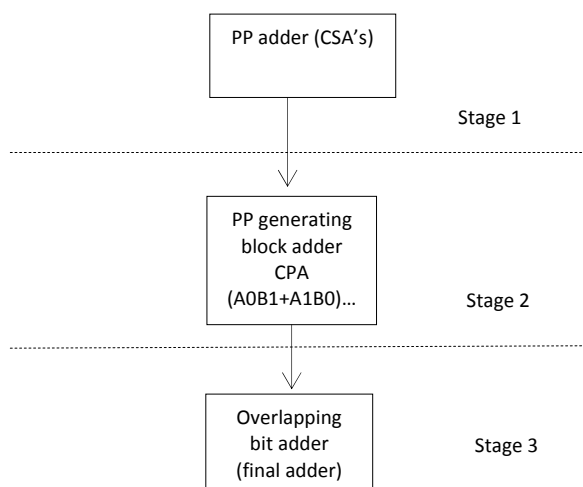 PP adder (CSA’s)
Stage 1
PP generating
block adder
CPA
(A0B1+A1B0)...
Stage 2
Overlapping
bit adder
(final adder)
Stage 3